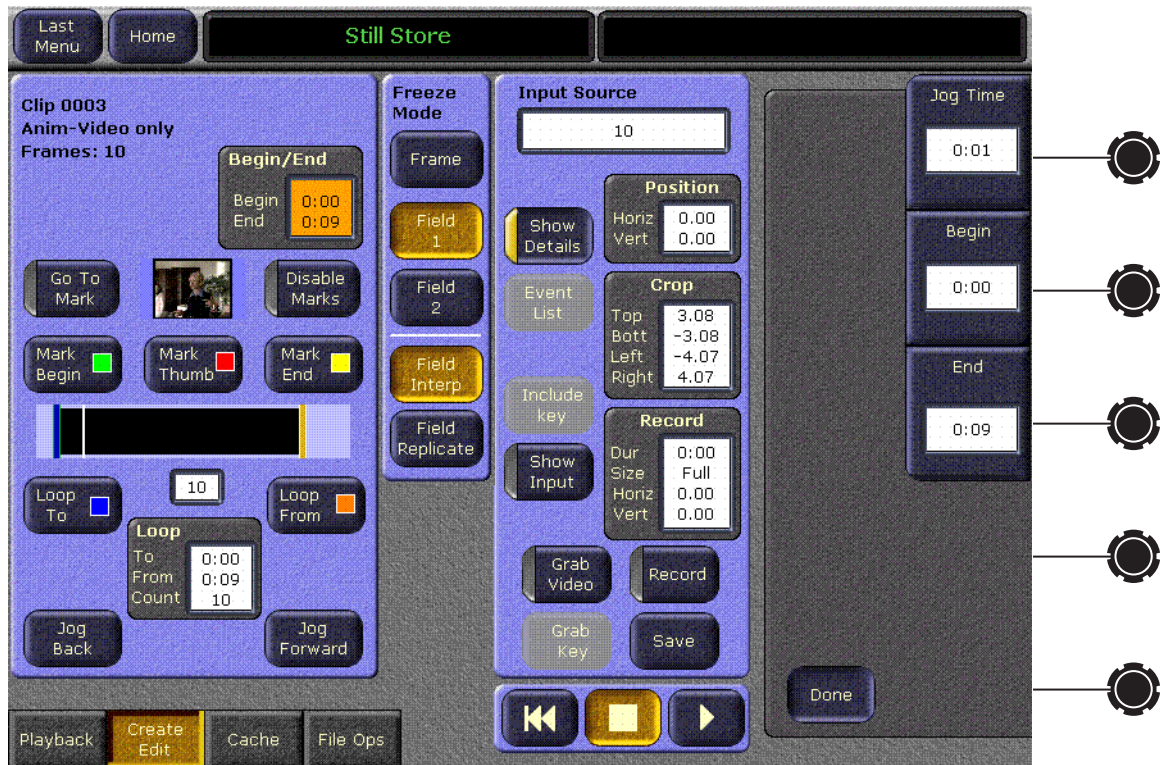 Last
Menu
Home
Still Store
Clip 0003
Anim-Video only
Frames: 10
Begin/End
Begin 0:00
End 0:09
Go To
Mark
Disable
Marks
Mark
Begin
Mark
Thumb
Mark
End
10
Loop
To
Loop
From
Loop
To 0:00
From 0:09
Count 10
Jog
Back
Jog
Forward
Freeze
Mode
Frame
Field
1
Field
2
Field
Interp
Field
Replicate
Input Source
10
Show
Details
Event
List
Include
key
Show
Input
Position
Horiz 0.00
Vert 0.00
Crop
Top 3.08
Bott -3.08
Left -4.07
Right 4.07
Record
Dur 0:00
Size Full
Horiz 0.00
Vert 0.00
Grab
Video
Record
Grab
Key
Save
Jog Time
0:01
Begin
0:00
End
0:09
Done
Playback
Create
Edit
Cache
File Ops